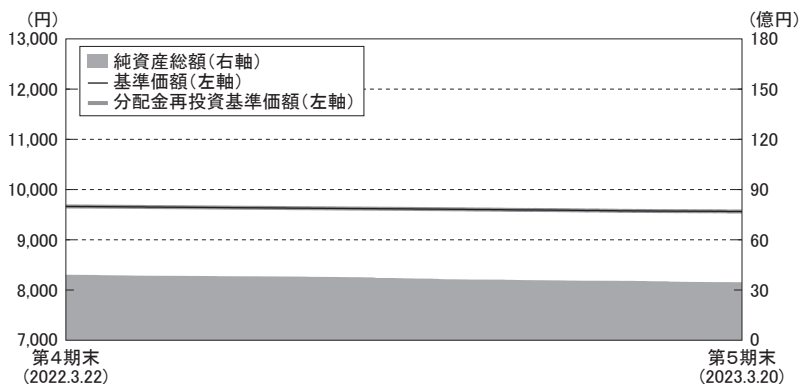 (円)
(億円)
13,000
180
純資産総額(右軸)
基準価額(左軸)
分配金再投資基準価額(左軸)
12,000
150
11,000
120
10,000
90
9,000
60
8,000
30
7,000
0
第4期末
(2022.3.22)
第5期末
(2023.3.20)